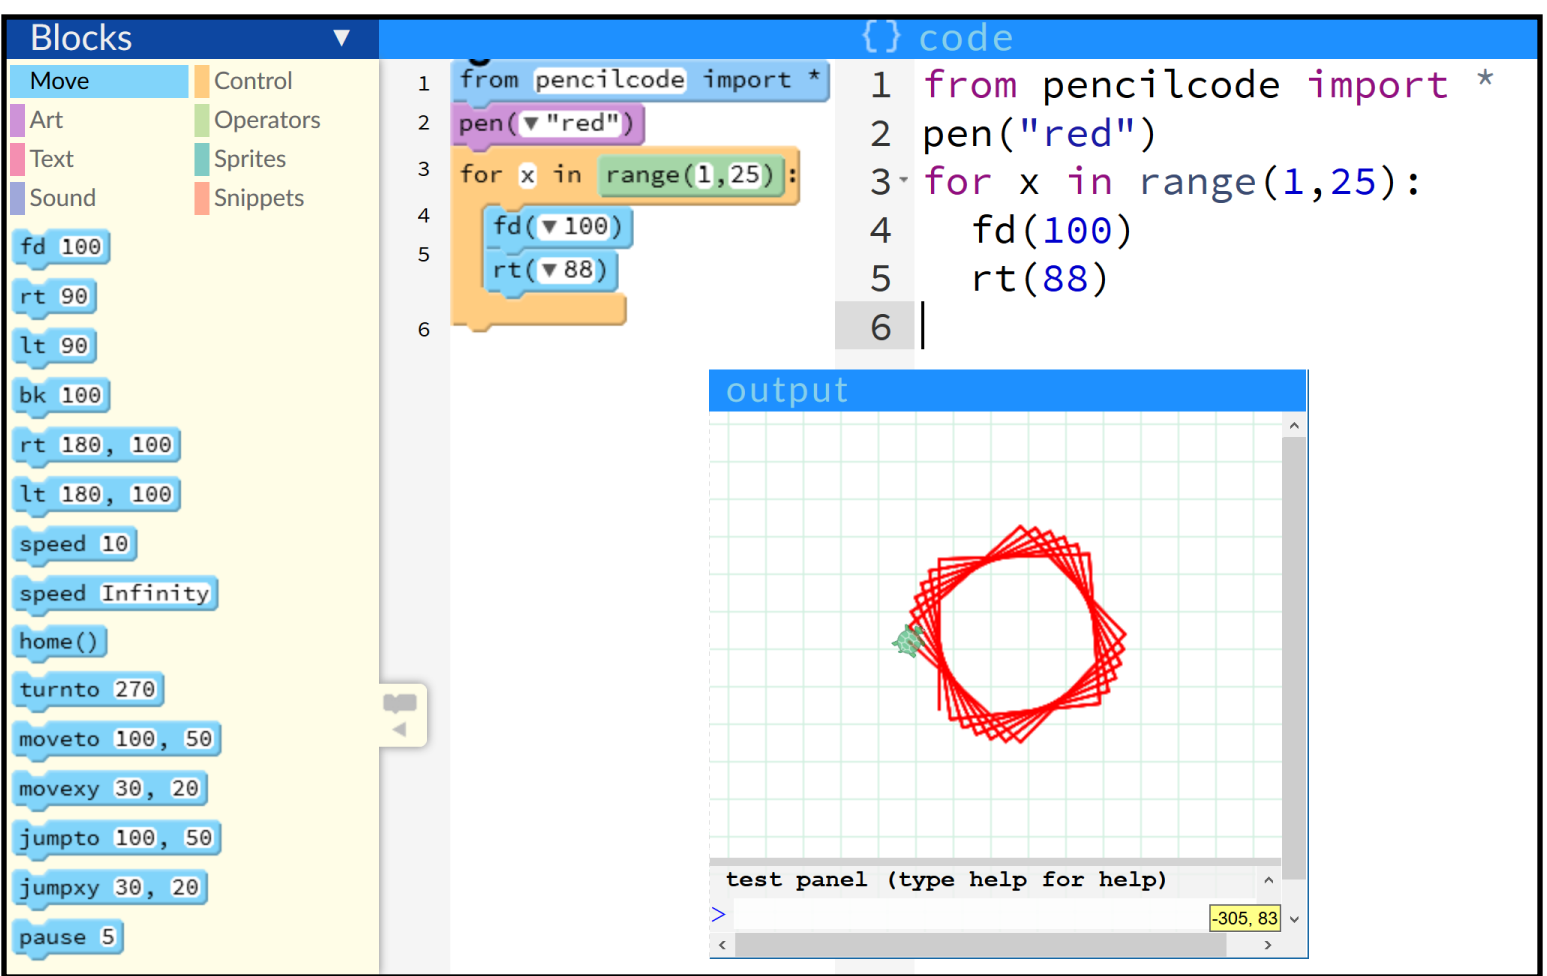 Blocks ▼
Move
Control
Art
Operators
Text
Sprites
Sound
Snippets
fd 100
rt 90
lt 90
bk 100
rt 180, 100
lt 180, 100
speed 10
speed Infinity
home()
turnto 270
moveto 100, 50
movexy 30, 20
jumpto 100, 50
jumpxy 30, 20
pause 5
1 from pencilcode import *
2 pen(▼"red")
3 for x in range(1,25):
4 fd(▼100)
5 rt(▼88)
6
{} code
1 from pencilcode import *
2 pen("red")
3 for x in range(1,25):
4 fd(100)
5 rt(88)
6
output
test panel (type help for help)
>
-305, 83